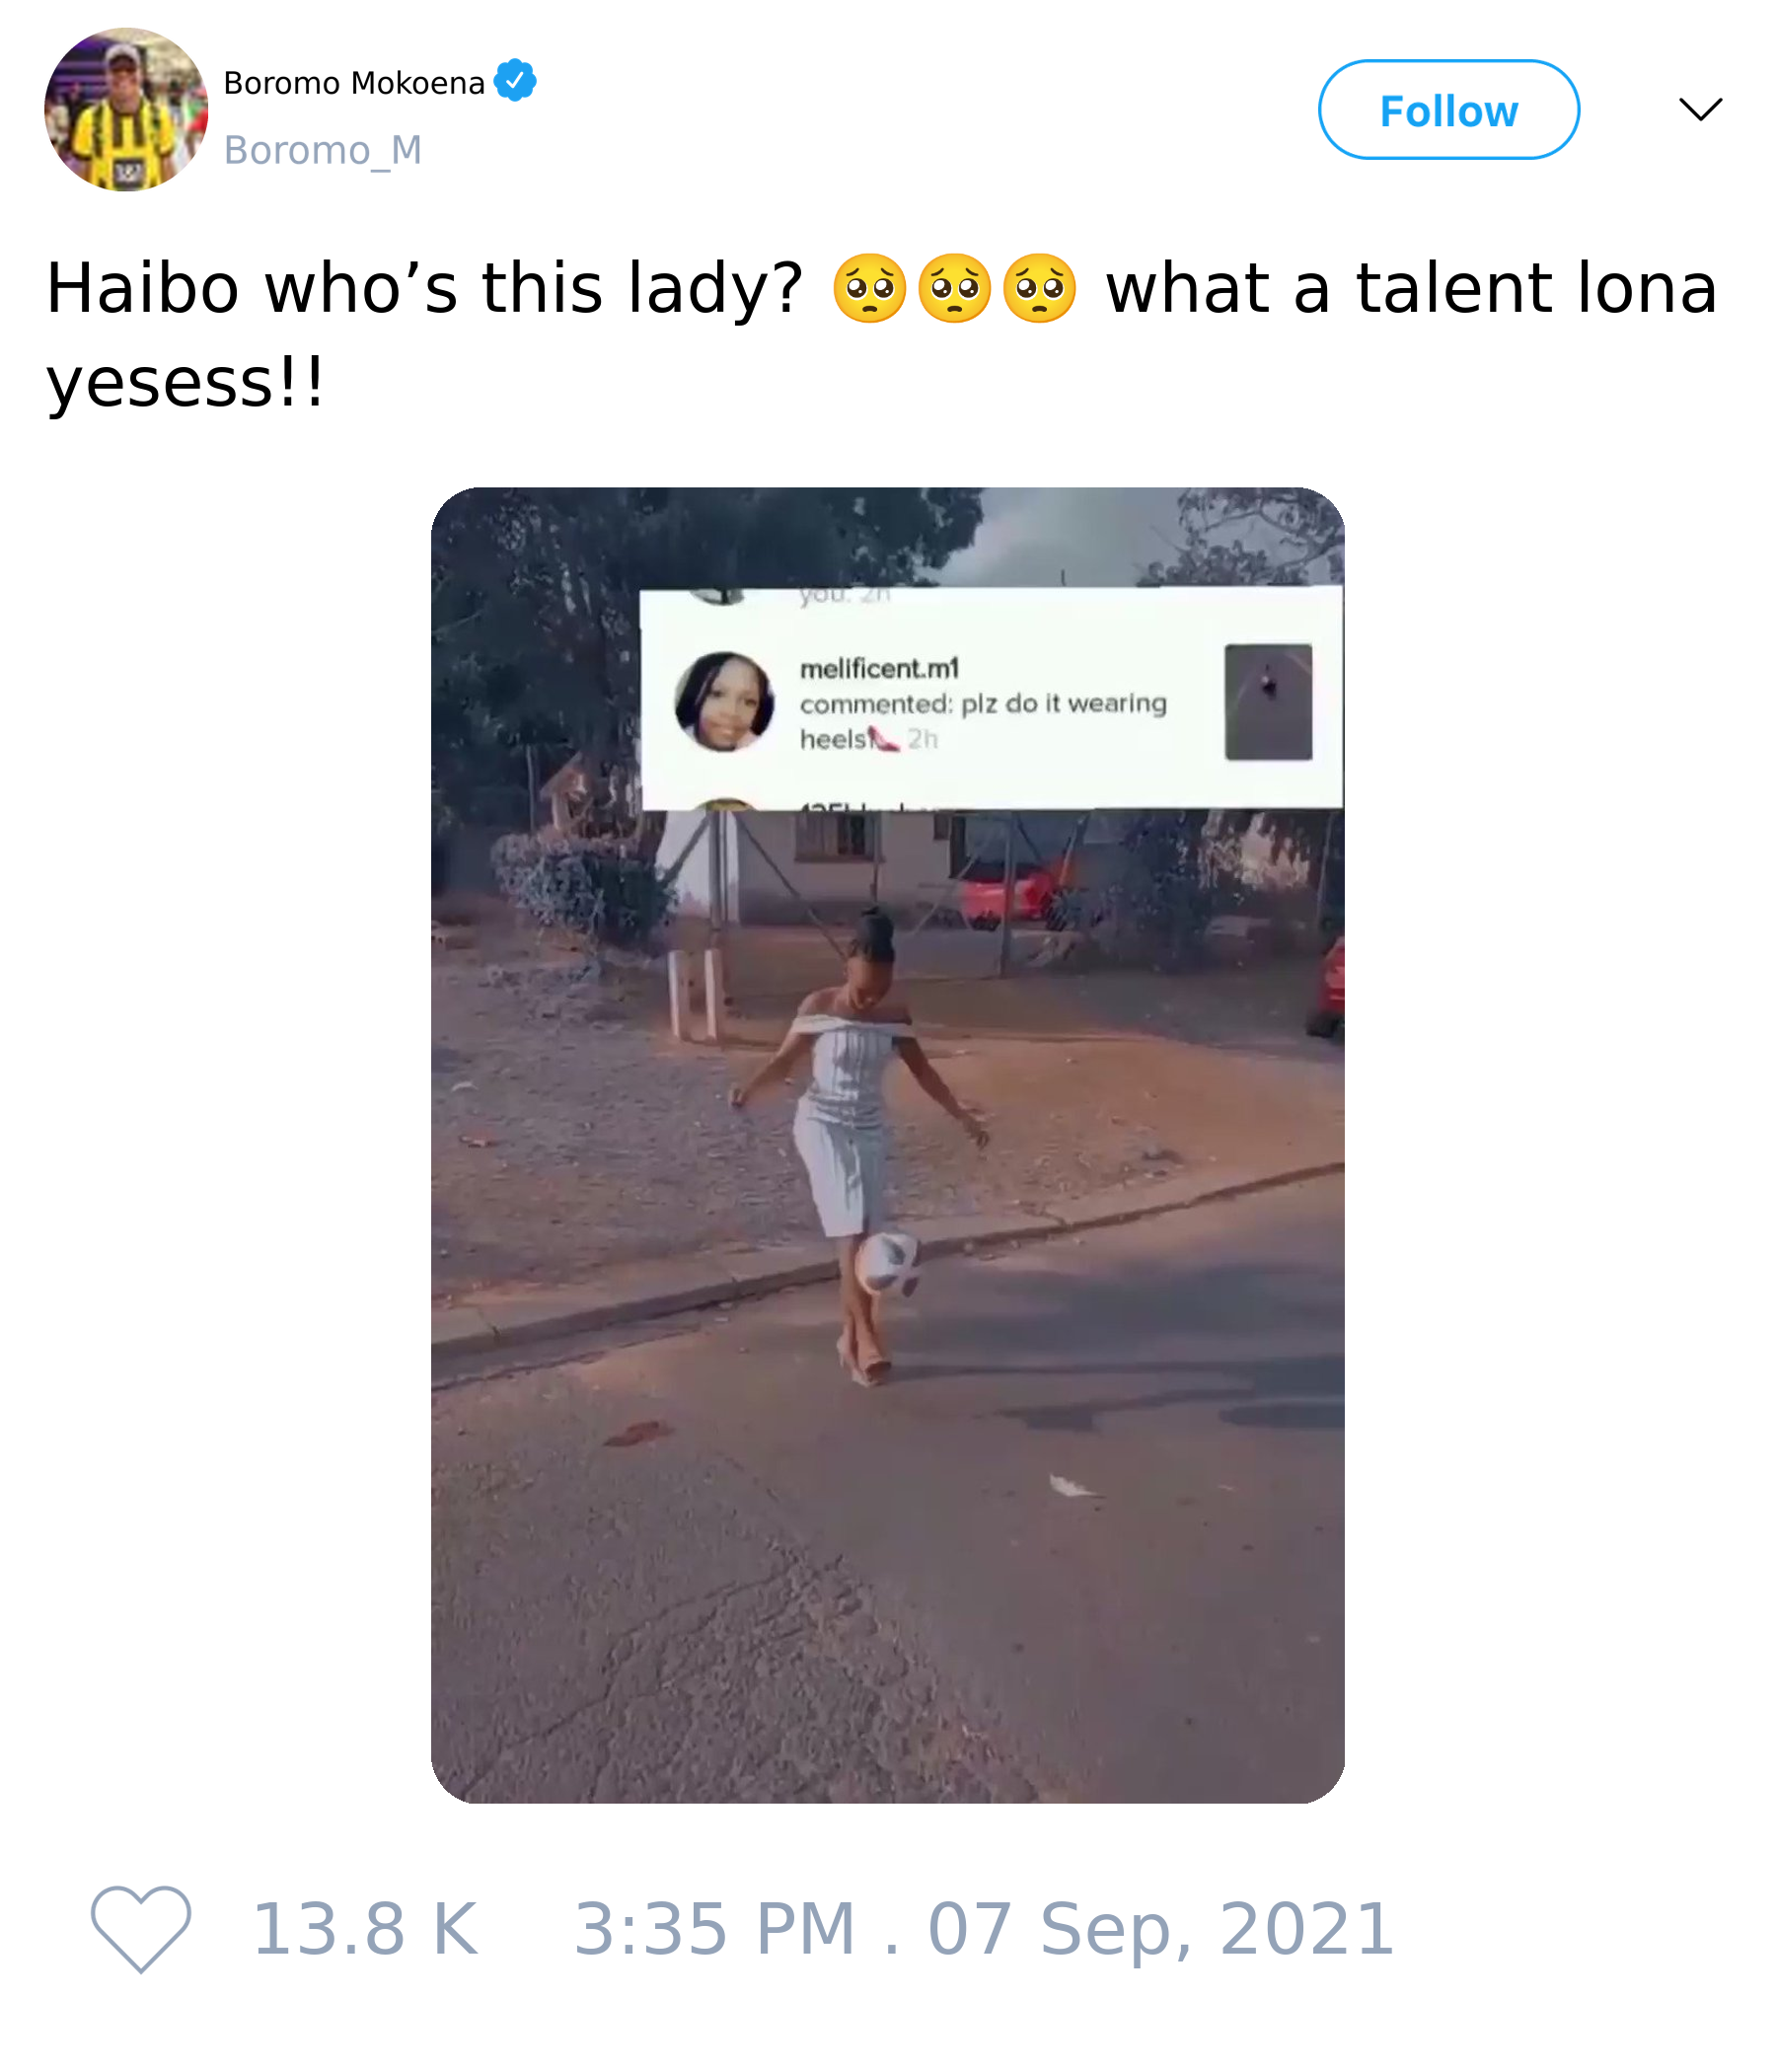 Boromo Mokoena
Boromo_M
Follow
Haibo who’s this lady? 🥺🥺🥺 what a talent lona
yesess!!
you. 2h
melificent.m1
commented: plz do it wearing
heels👠 2h
13.8 K 3:35 PM . 07 Sep, 2021